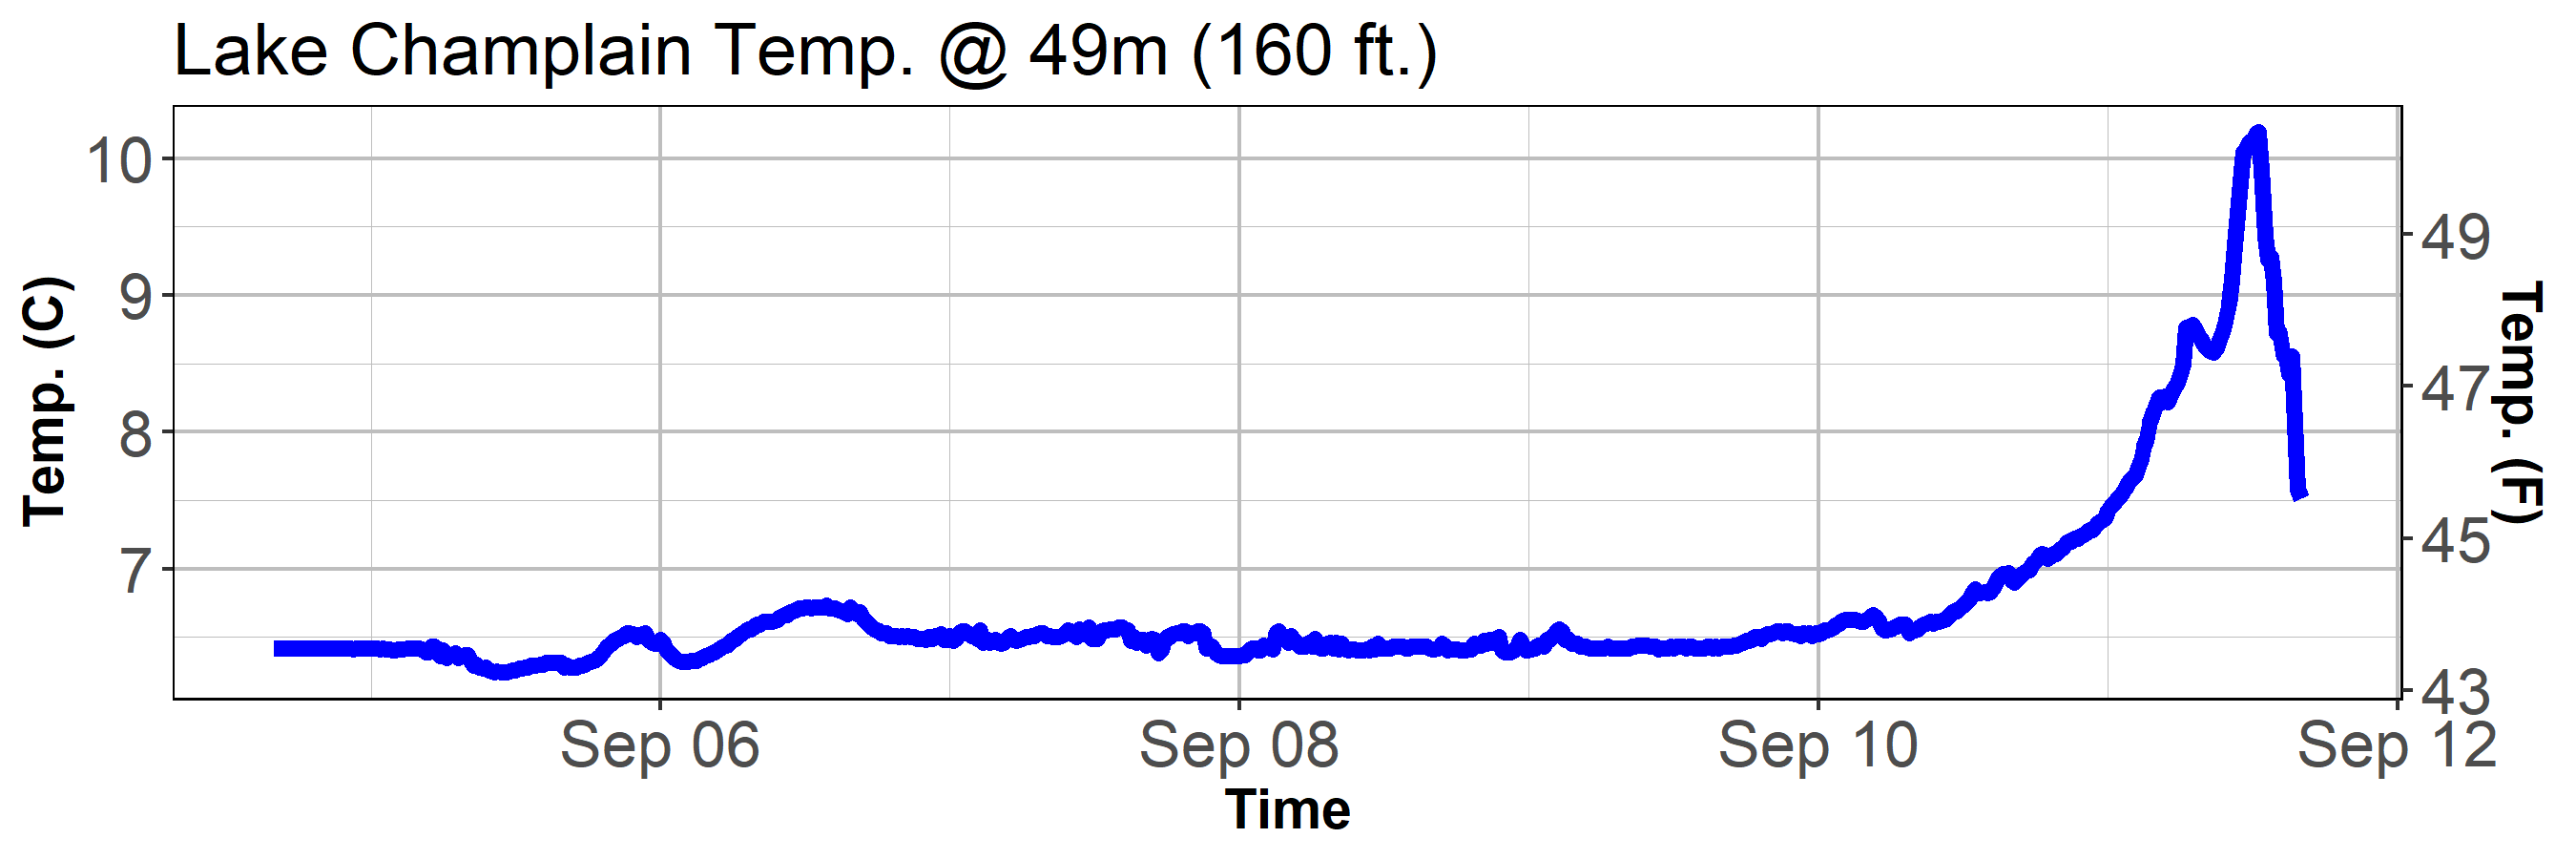 Lake Champlain Temp. @ 49m (160 ft.)
Temp. (C)
10
9
8
7
49
47
45
43
Temp. (F)
Sep 06 Sep 08 Sep 10 Sep 12
Time